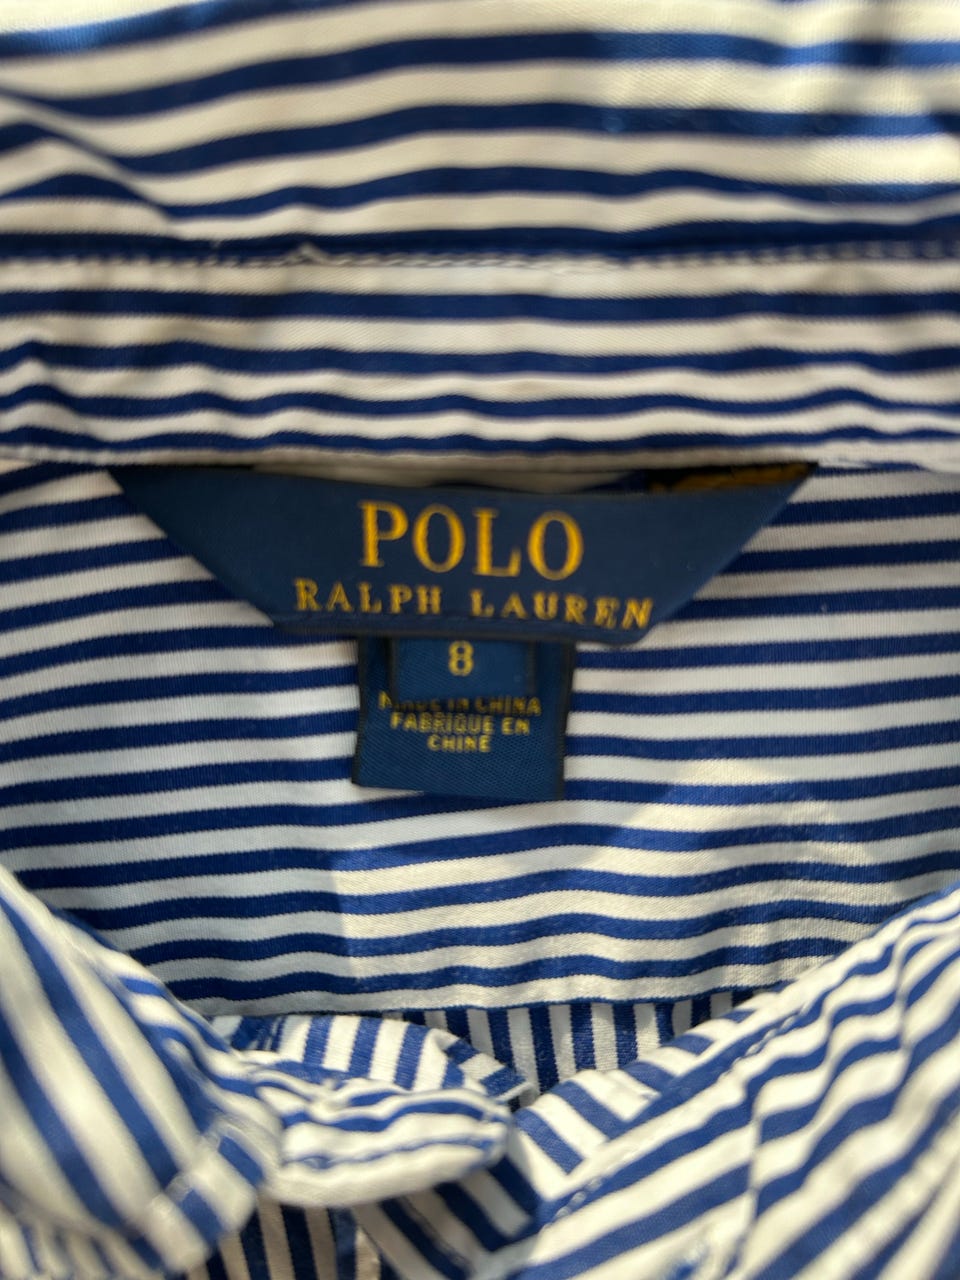 POLO
RALPH LAUREN
8
MADE IN CHINA
FABRIQUE EN
CHINE